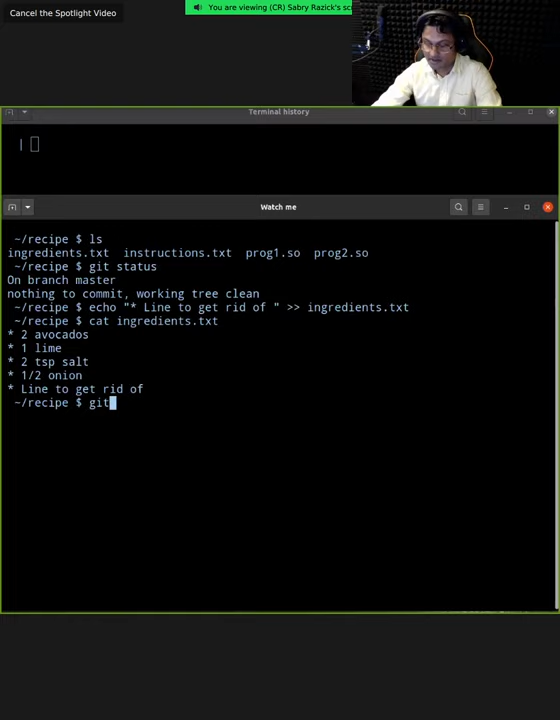 Cancel the Spotlight Video
You are viewing (CR) Sabry Razick's
Terminal history
Watch me
~/recipe $ ls
ingredients.txt instructions.txt prog1.so prog2.so
~/recipe $ git status
On branch master
nothing to commit, working tree clean
~/recipe $ echo "* Line to get rid of " >> ingredients.txt
~/recipe $ cat ingredients.txt
* 2 avocados
* 1 lime
* 2 tsp salt
* 1/2 onion
* Line to get rid of
~/recipe $ git